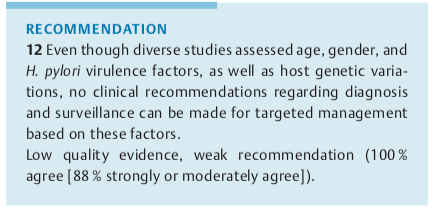 RECOMMENDATION
12 Even though diverse studies assessed age, gender, and
H. pylori virulence factors, as well as host genetic varia-
tions, no clinical recommendations regarding diagnosis
and surveillance can be made for targeted management
based on these factors.
Low quality evidence, weak recommendation (100 %
agree [88 % strongly or moderately agree]).